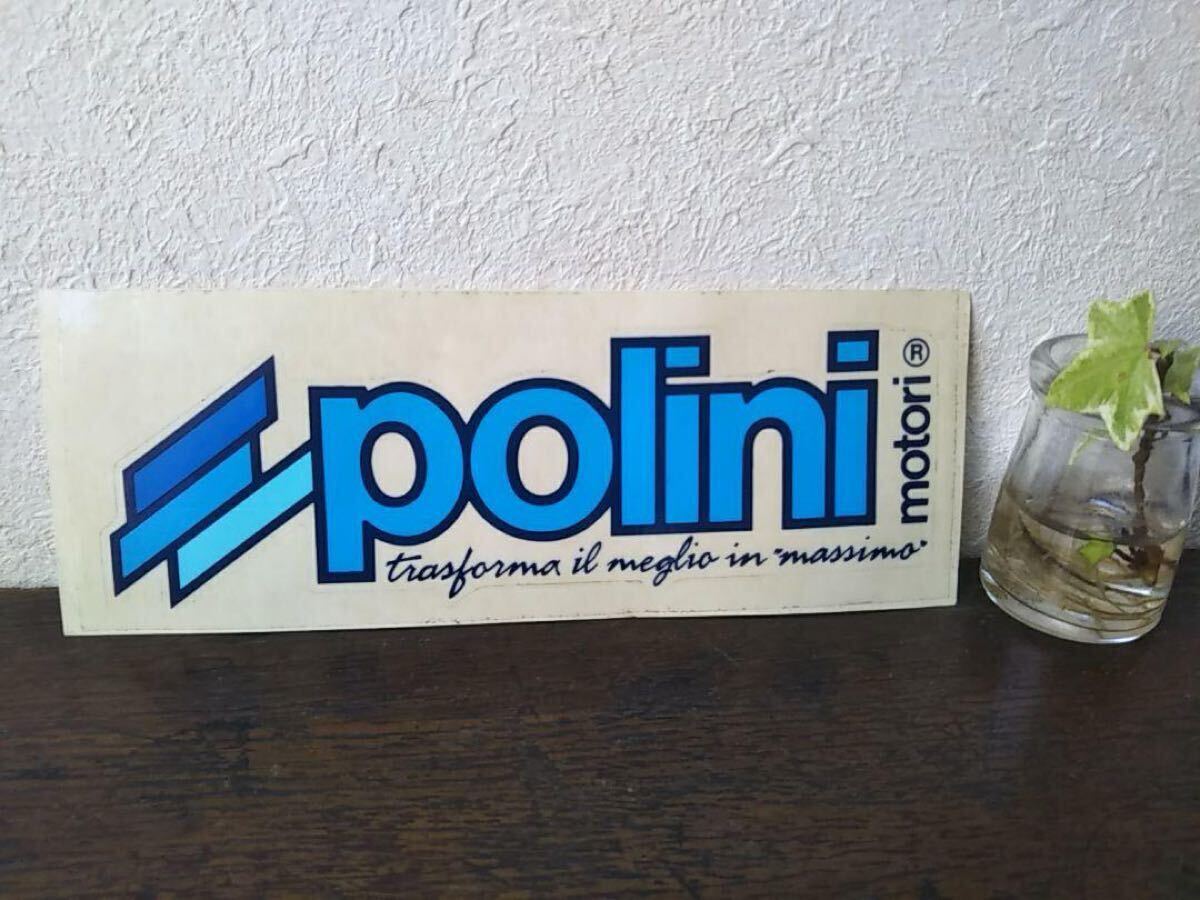 polini
motori®
trasforma il meglio in "massimo"